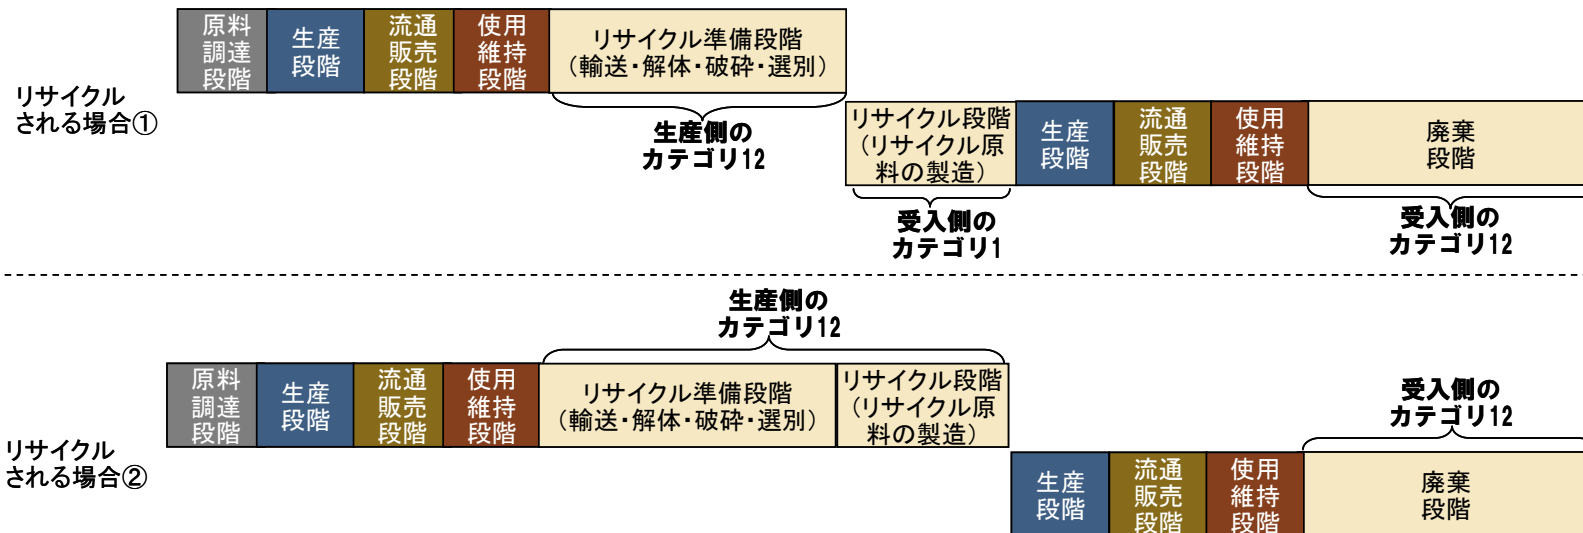 リサイクル
される場合①
原料
調達
段階
生産
段階
流通
販売
段階
使用
維持
段階
リサイクル準備段階
（輸送・解体・破砕・選別）
生産側の
カテゴリ12
リサイクル段階
（リサイクル原
料の製造）
受入側の
カテゴリ1
生産
段階
流通
販売
段階
使用
維持
段階
廃棄
段階
受入側の
カテゴリ12
リサイクル
される場合②
生産側の
カテゴリ12
原料
調達
段階
生産
段階
流通
販売
段階
使用
維持
段階
リサイクル準備段階
（輸送・解体・破砕・選別）
リサイクル段階
（リサイクル原
料の製造）
生産
段階
流通
販売
段階
使用
維持
段階
受入側の
カテゴリ12
廃棄
段階